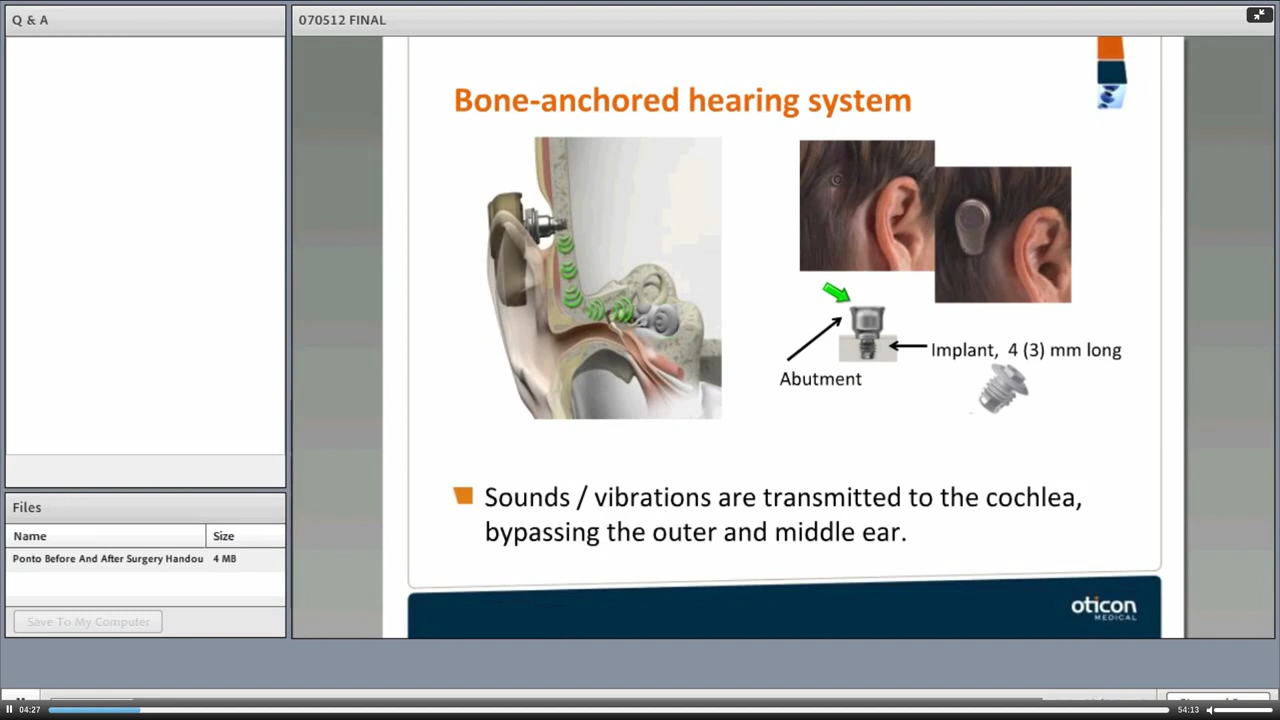 Q & A
070512 FINAL
Bone-anchored hearing system
Abutment
Implant, 4 (3) mm long
Sounds / vibrations are transmitted to the cochlea,
bypassing the outer and middle ear.
oticon
MEDICAL
Files
Name Size
Ponto Before And After Surgery Handou 4 MB
Save To My Computer
04:27
54:13